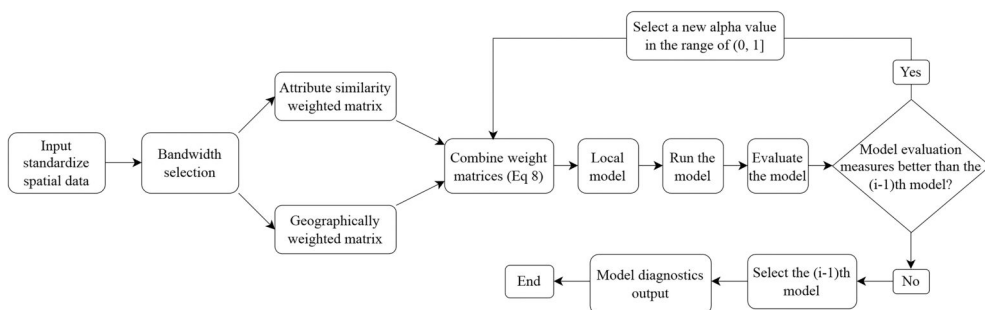 Select a new alpha value
in the range of (0, 1]
Yes
Attribute similarity
weighted matrix
Input
standardize
spatial data
Bandwidth
selection
Combine weight
matrices (Eq 8)
Local
model
Run the
model
Evaluate
the model
Model evaluation
measures better than the
(i-1)th model?
Geographically
weighted matrix
End
Model diagnostics
output
Select the (i-1)th
model
No